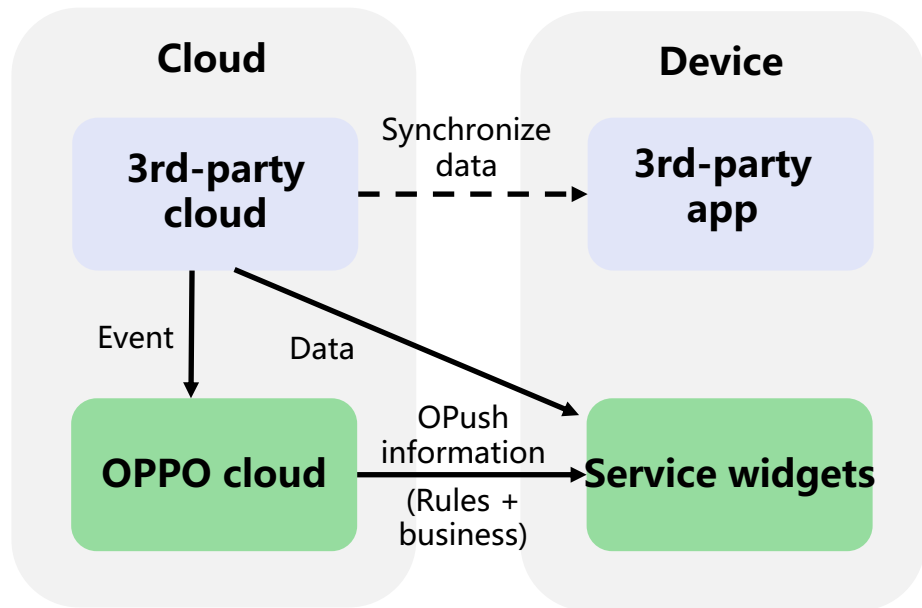 Cloud
Device
3rd-party
cloud
Synchronize
data
3rd-party
app
Event
Data
OPPO cloud
OPush
information
(Rules +
business)
Service widgets